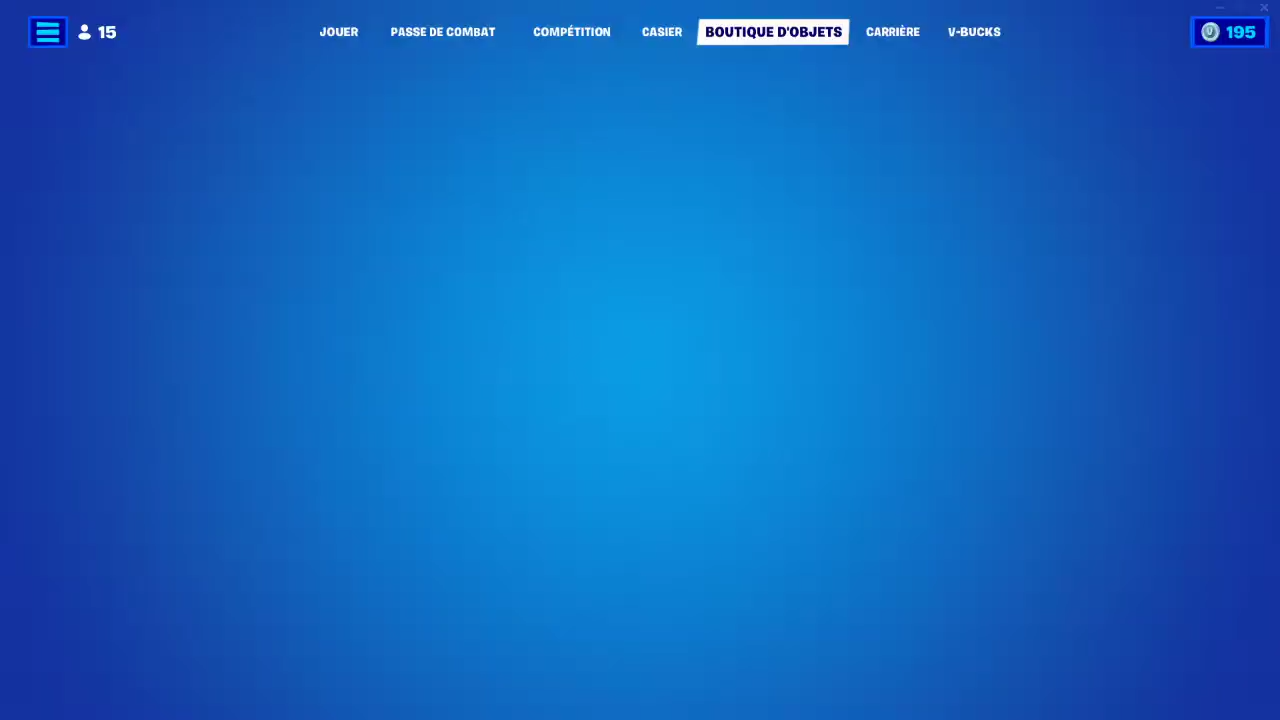 15 JOUER PASSE DE COMBAT COMPÉTITION CASIER BOUTIQUE D'OBJETS CARRIÈRE V-BUCKS 195